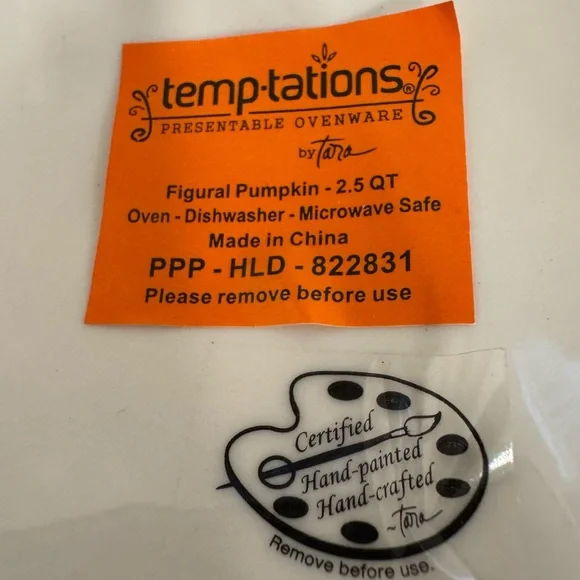 temp·tations®
PRESENTABLE OVENWARE
by Tara
Figural Pumpkin - 2.5 QT
Oven - Dishwasher - Microwave Safe
Made in China
PPP - HLD - 822831
Please remove before use
Certified
Hand-painted
Hand-crafted
~Tara
Remove before use.